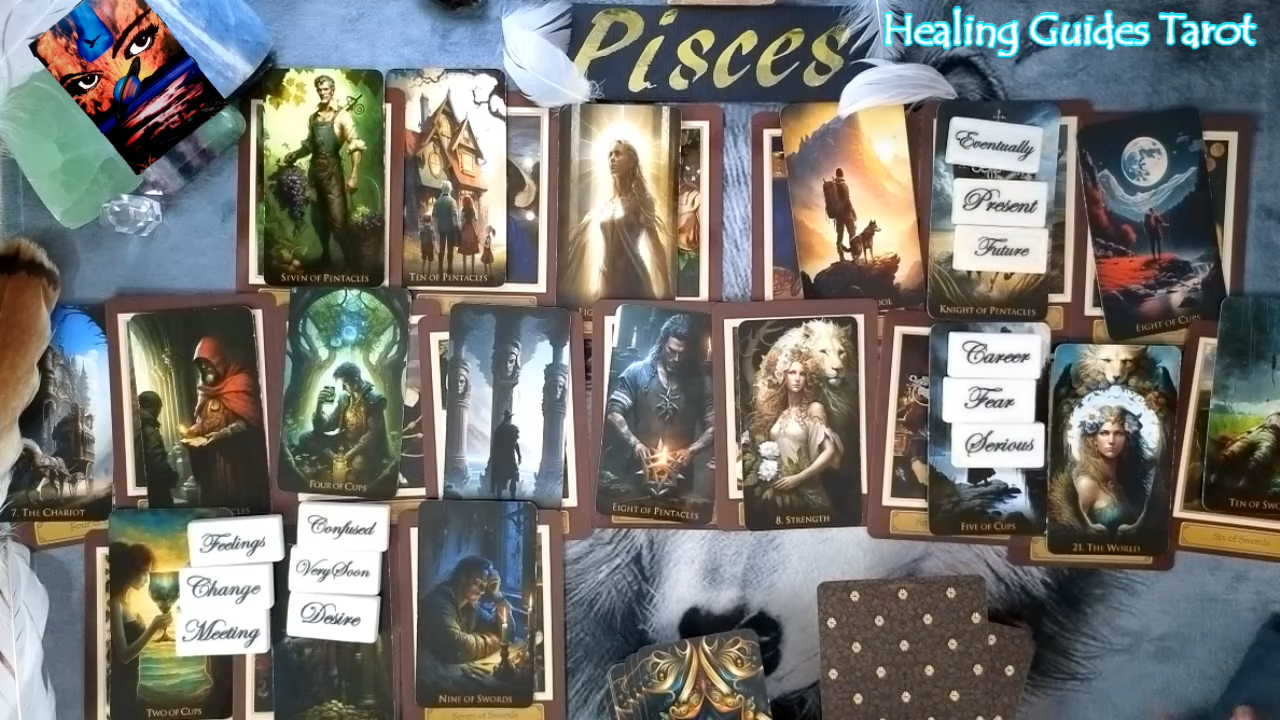 Pisces
Healing Guides Tarot
SEVEN OF PENTACLES
TEN OF PENTACLES
Eventually
Present
Future
KNIGHT OF PENTACLES
EIGHT OF CUPS
7. THE CHARIOT
FOUR OF CUPS
EIGHT OF PENTACLES
8. STRENGTH
Career
Fear
Serious
FIVE OF CUPS
21. THE WORLD
TEN OF SWO
Six of Swords
Feelings
Change
Meeting
TWO OF CUPS
Confused
Very Soon
Desire
NINE OF SWORDS
Seven of Swords